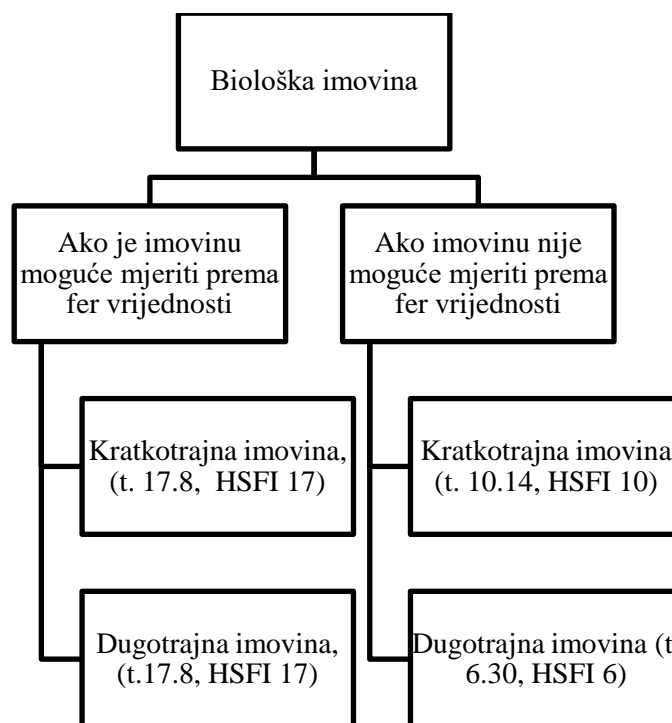 Biološka imovina
Ako je imovinu
moguće mjeriti prema
fer vrijednosti
Ako imovinu nije
moguće mjeriti prema
fer vrijednosti
Kratkotrajna imovina,
(t. 17.8, HSFI 17)
Kratkotrajna imovina
(t. 10.14, HSFI 10)
Dugotrajna imovina,
(t.17.8, HSFI 17)
Dugotrajna imovina (t
6.30, HSFI 6)